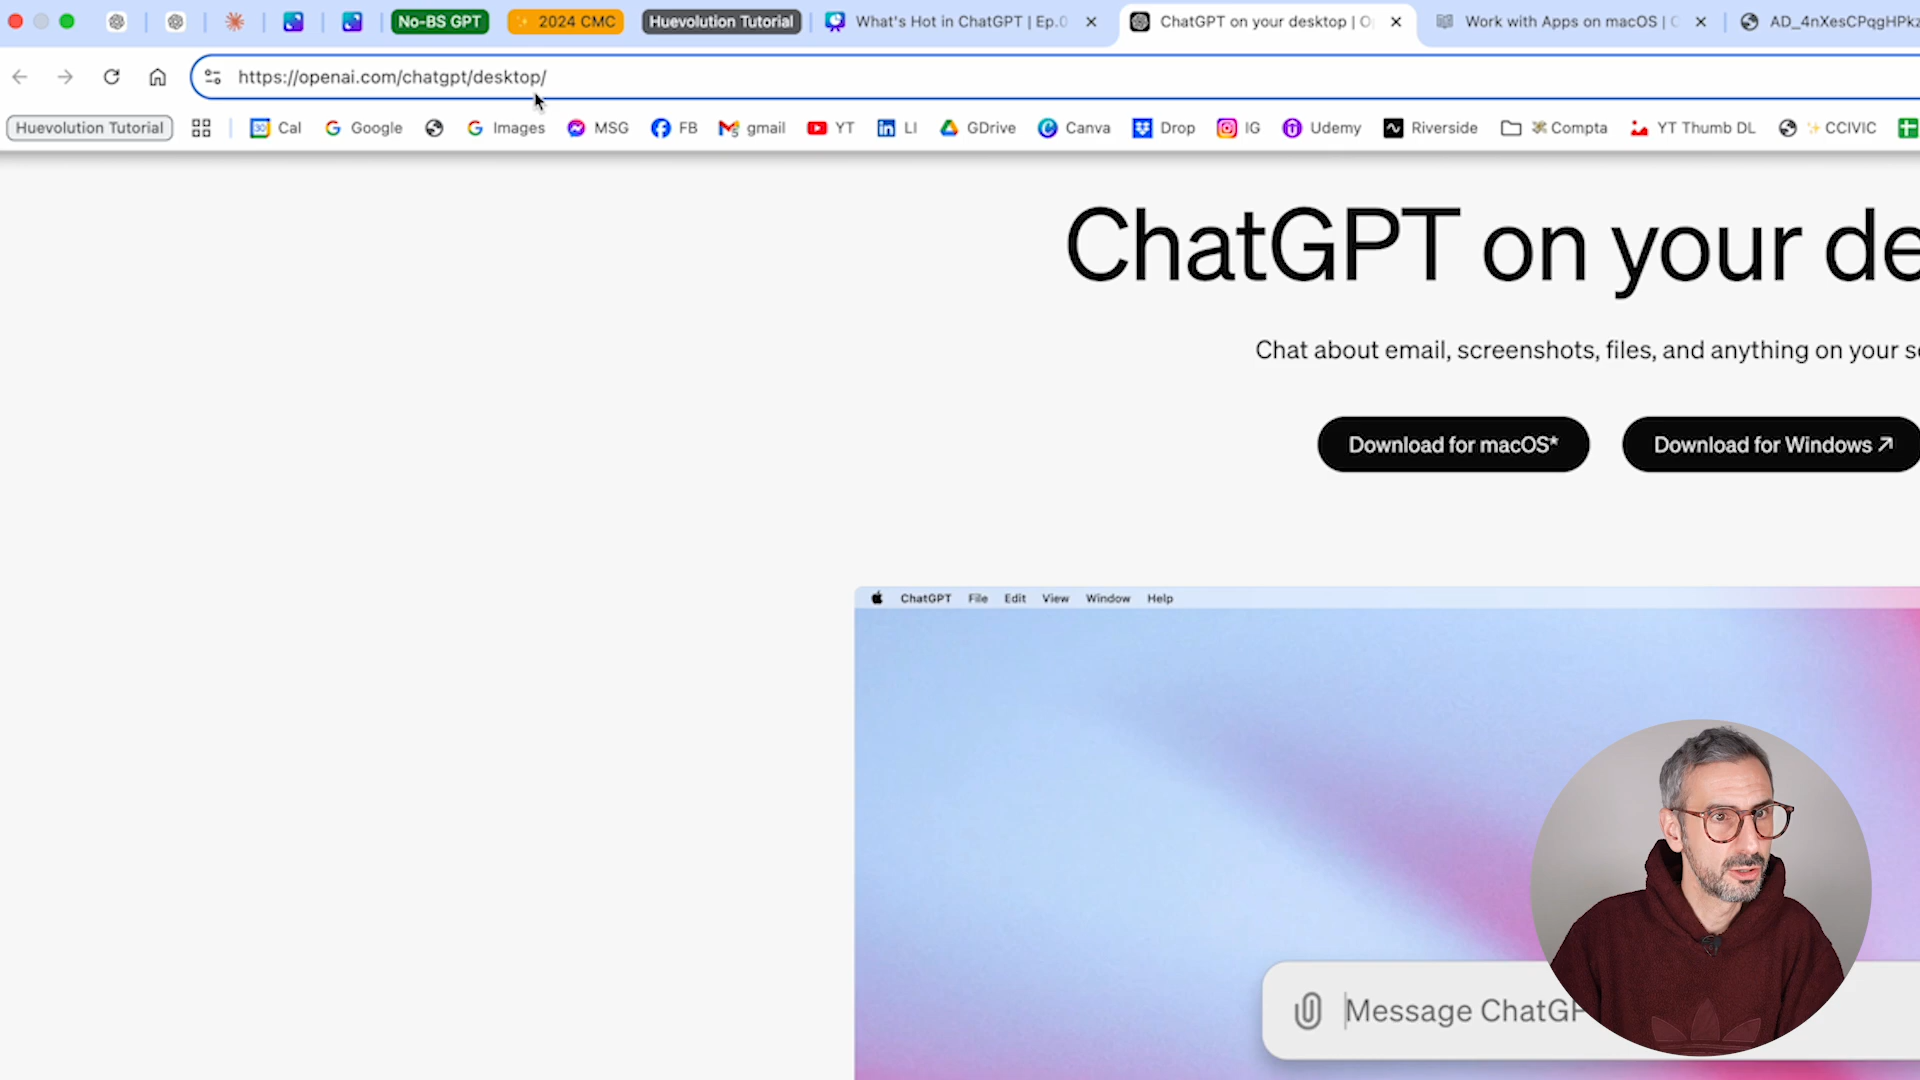 No-BS GPT
2024 CMC
Huevolution Tutorial
What's Hot in ChatGPT | Ep.0
ChatGPT on your desktop | O
Work with Apps on macOS |
AD_4nXesCPqgHPkz
https://openai.com/chatgpt/desktop/
Huevolution Tutorial
Cal
Google
Images
MSG
FB
gmail
YT
LI
GDrive
Canva
Drop
IG
Udemy
Riverside
Compta
YT Thumb DL
CCIVIC
ChatGPT on your de
Chat about email, screenshots, files, and anything on your s
Download for macOS*
Download for Windows ↗
ChatGPT File Edit View Window Help
Message ChatGP